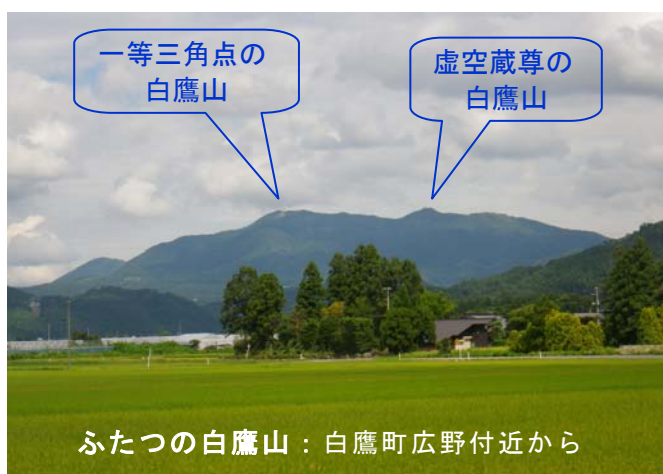 一等三角点の
白鷹山
虚空蔵尊の
白鷹山
ふたつの白鷹山：白鷹町広野付近から